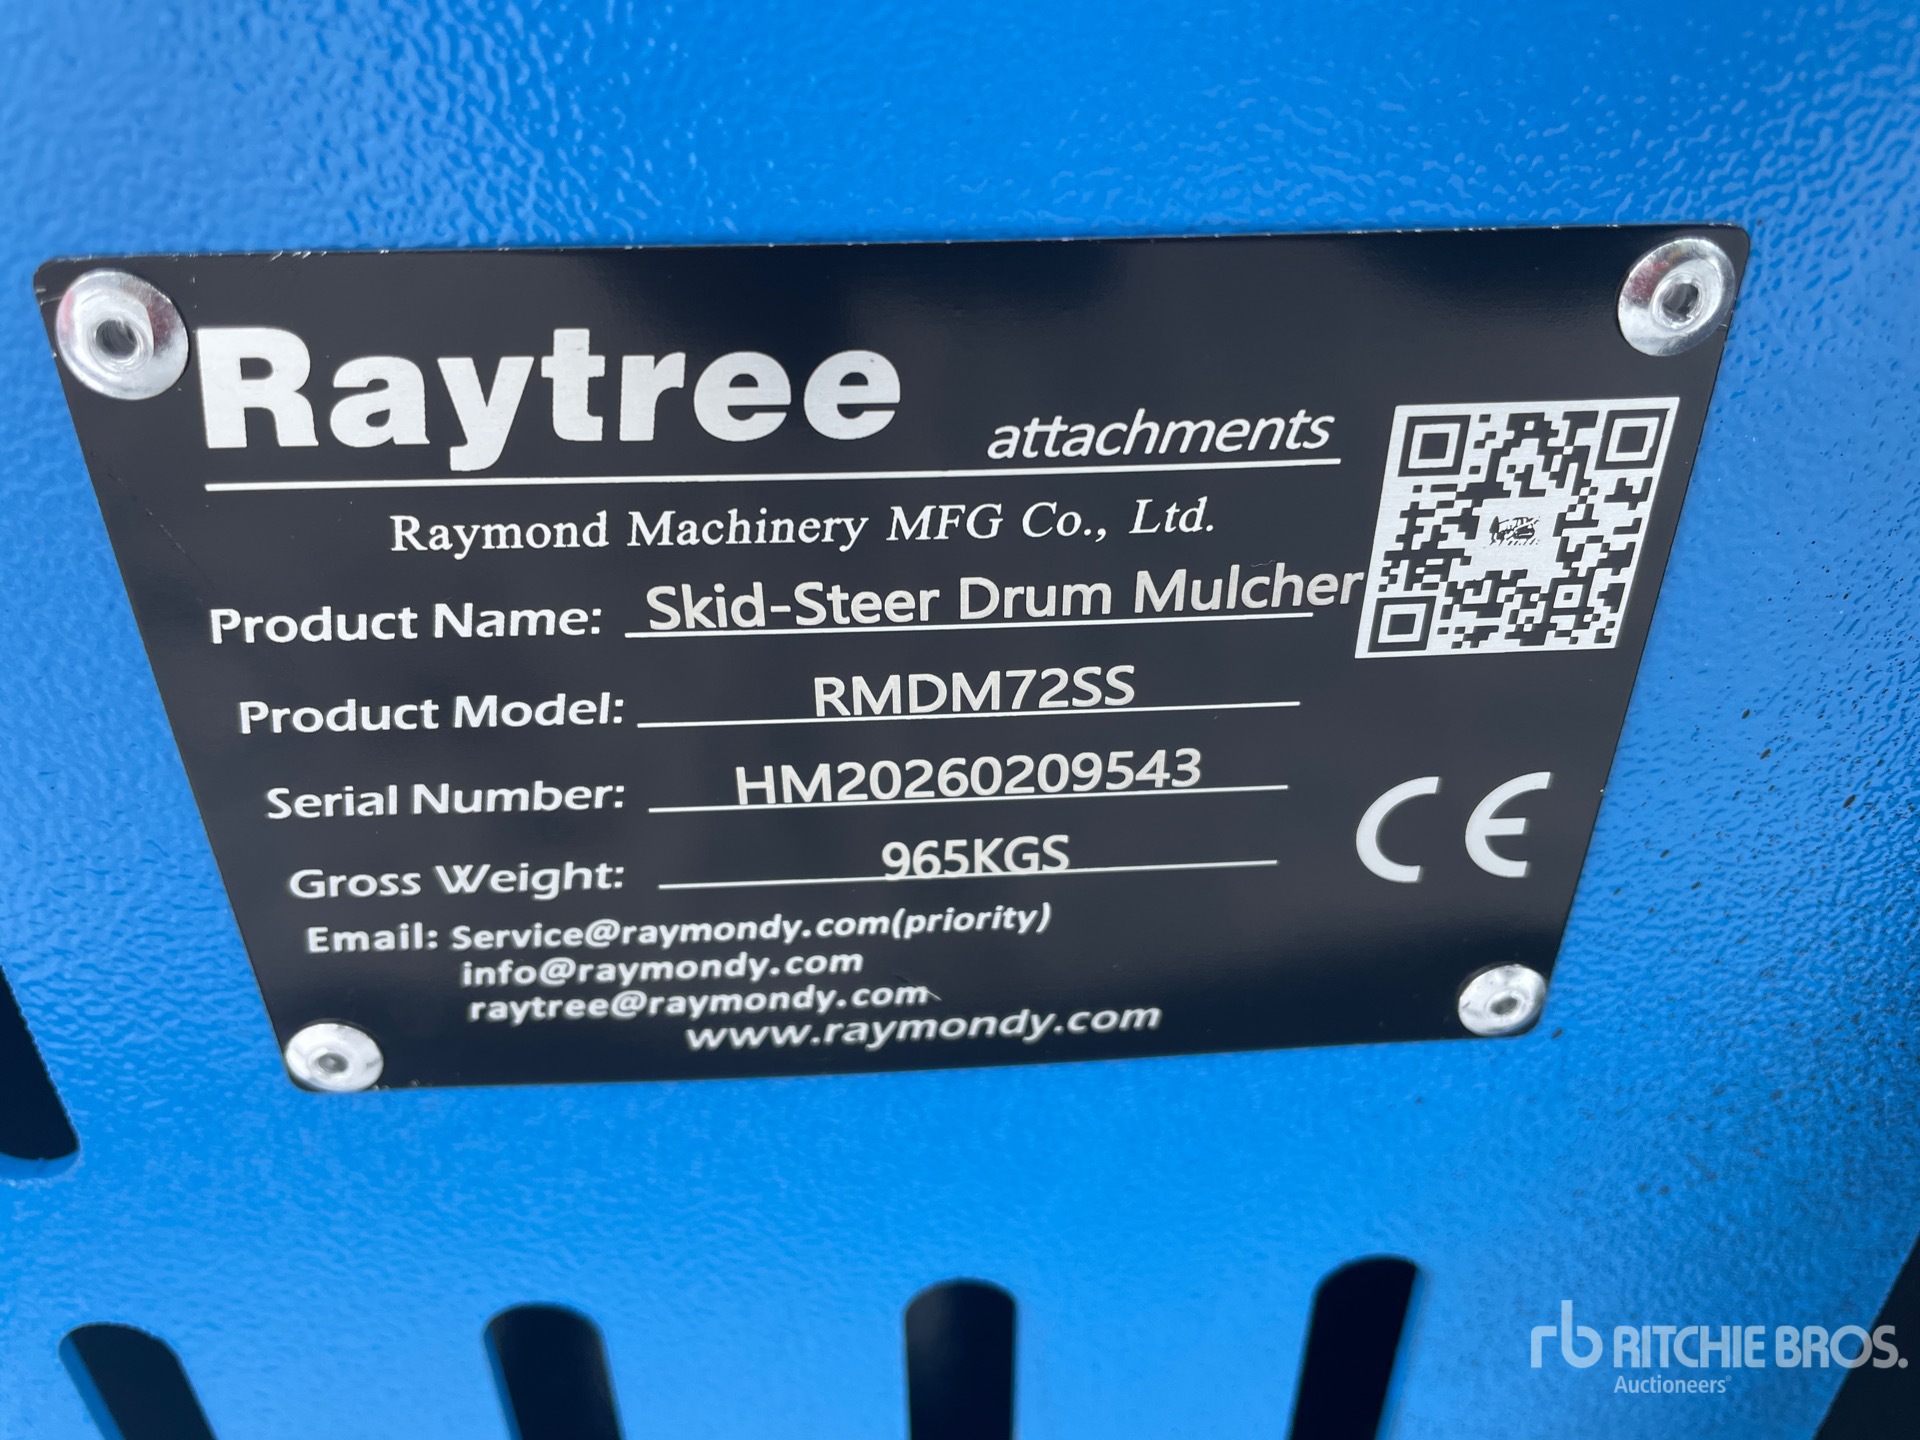 Raytree attachments
Raymond Machinery MFG Co., Ltd.
Product Name: Skid-Steer Drum Mulcher
Product Model: RMDM72SS
Serial Number: HM20260209543
Gross Weight: 965KGS
Email: Service@raymondy.com(priority)
info@raymondy.com
raytree@raymondy.com
www.raymondy.com
CE
rb RITCHIE BROS.
Auctioneers